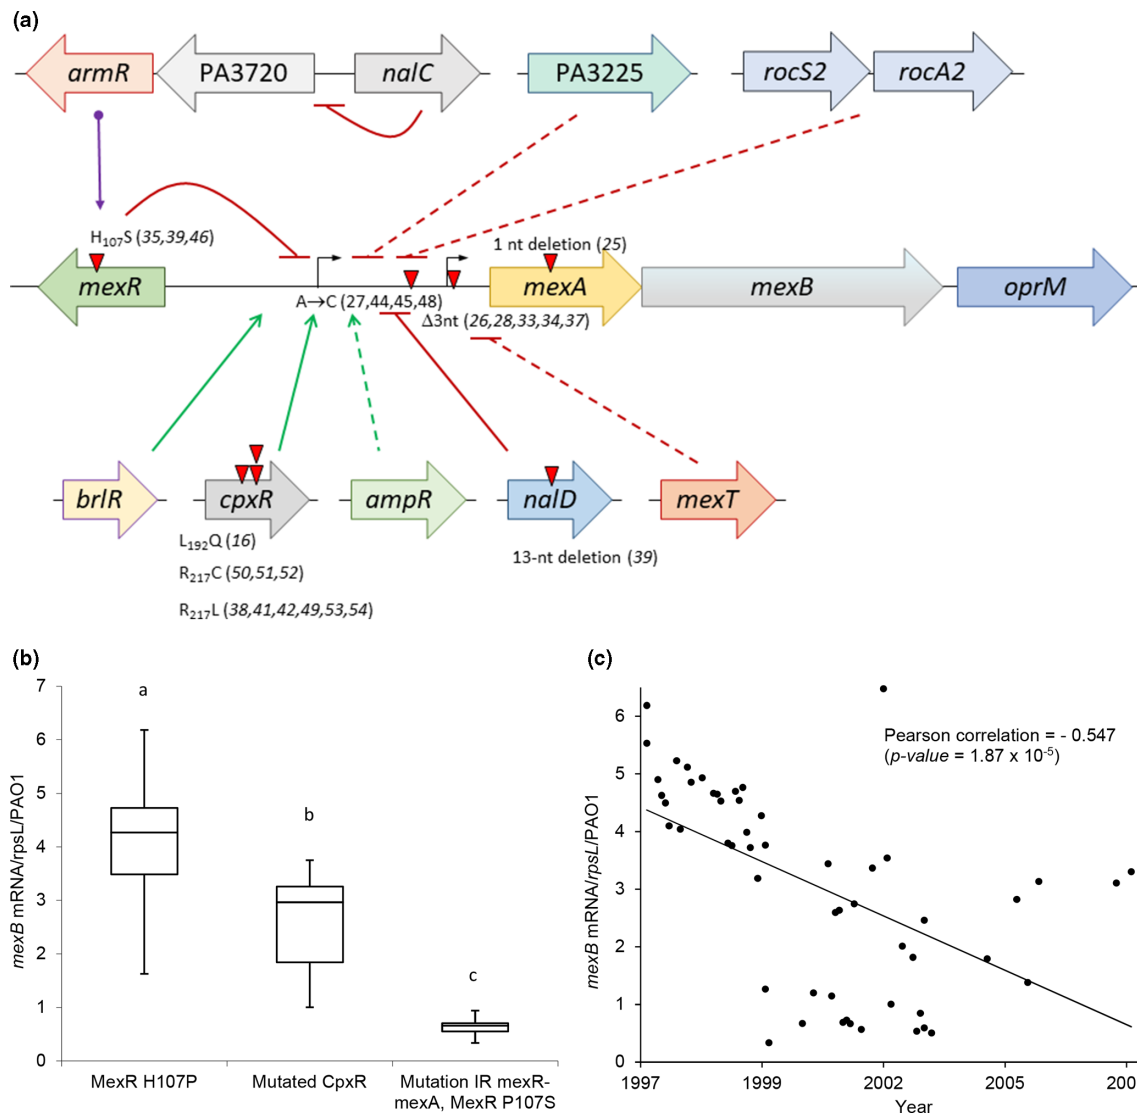 (a)
armR PA3720 nalC PA3225 rocS2 rocA2
H107S (35,39,46)
1 nt deletion (25)
mexR mexA mexB oprM
A→C (27,44,45,48)
Δ3nt (26,28,33,34,37)
brlR cpxR ampR nalD mexT
L192Q (16)
13-nt deletion (39)
R217C (50,51,52)
R217L (38,41,42,49,53,54)
(b)
mexB mRNA/rpsL/PAO1
7
6
5
4
3
2
1
0
a
b
c
MexR H107P
Mutated CpxR
Mutation IR mexR-
mexA, MexR P107S
(c)
mexB mRNA/rpsL/PAO1
6
5
4
3
2
1
0
Pearson correlation = - 0.547
(p-value = 1.87 x 10-5)
1997 1999 2002 2005 200
Year